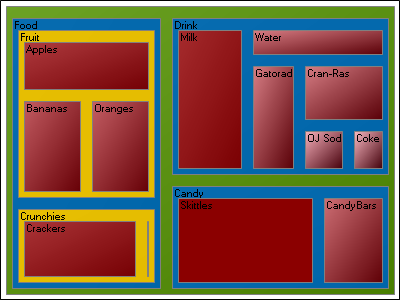 Food
Fruit
Apples
Bananas
Oranges
Crunchies
Crackers
Drink
Milk
Water
Gatorad
Cran-Ras
OJ Sod
Coke
Candy
Skittles
CandyBars